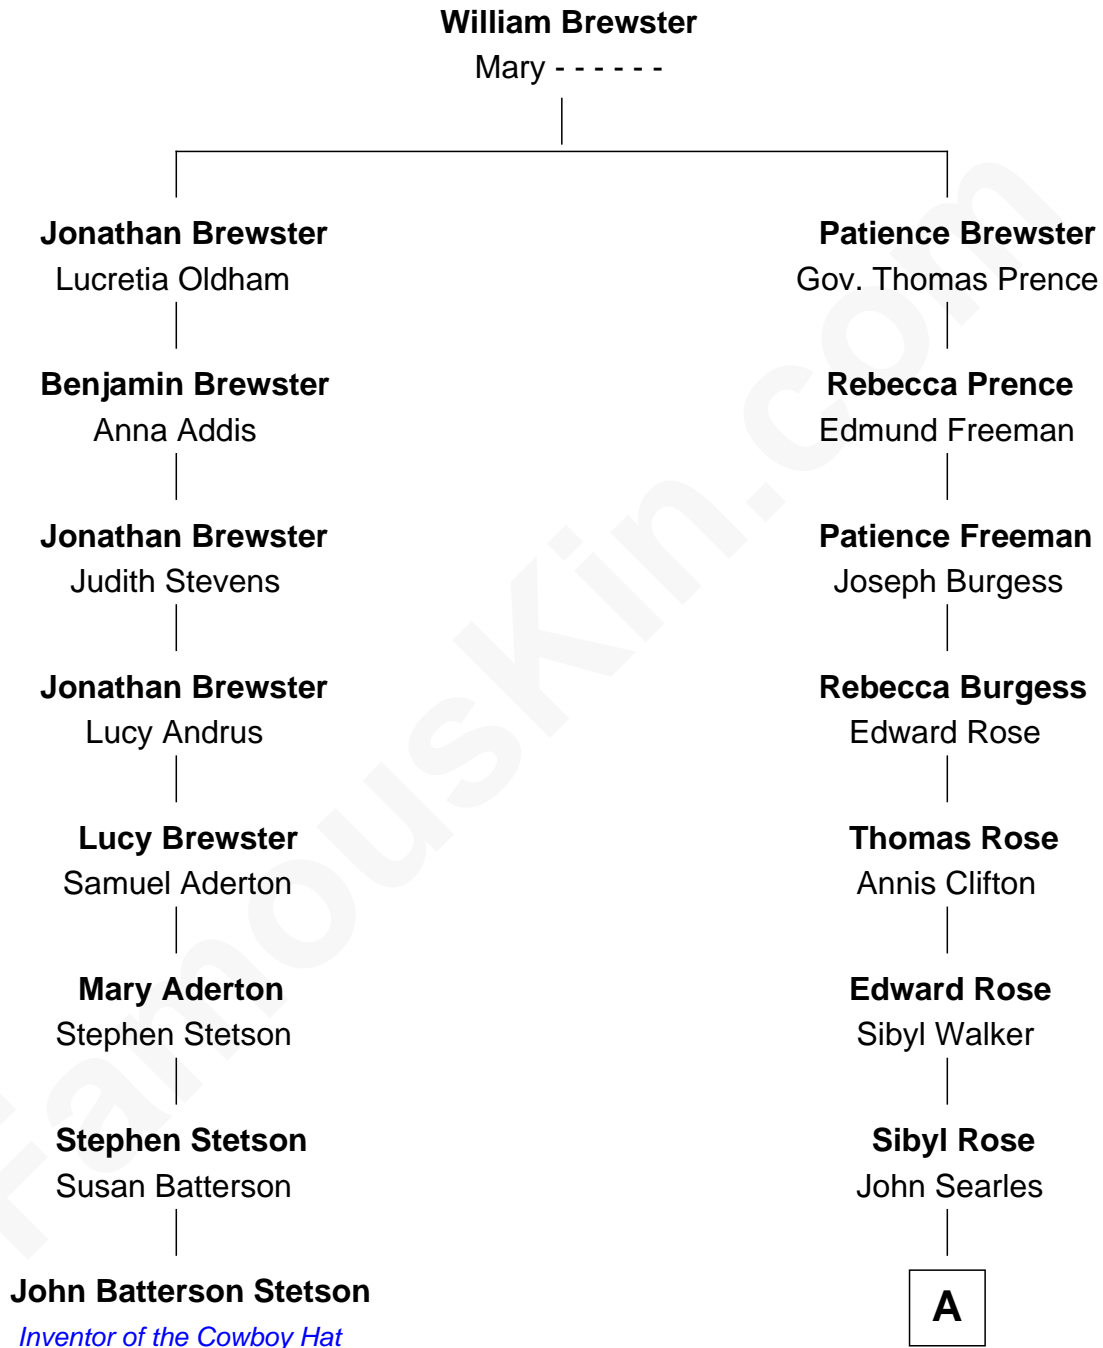 William Brewster
Mary - - - - - -
Jonathan Brewster
Lucretia Oldham
Patience Brewster
Gov. Thomas Prence
Benjamin Brewster
Anna Addis
Rebecca Prence
Edmund Freeman
Jonathan Brewster
Judith Stevens
Patience Freeman
Joseph Burgess
Jonathan Brewster
Lucy Andrus
Rebecca Burgess
Edward Rose
Lucy Brewster
Samuel Aderton
Thomas Rose
Annis Clifton
Mary Aderton
Stephen Stetson
Edward Rose
Sibyl Walker
Stephen Stetson
Susan Batterson
Sibyl Rose
John Searles
John Batterson Stetson
Inventor of the Cowboy Hat
A
FamousKin.com